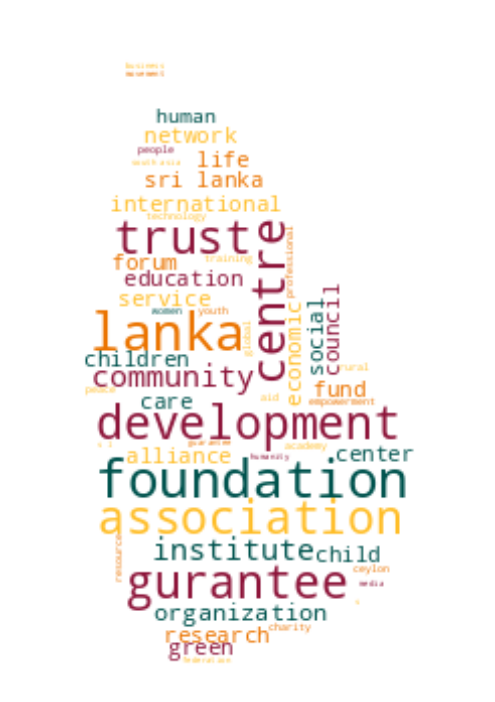 business
movement
human
network
people
south asia
life
sri lanka
international
technology
truste
centre
professional
forum
training
education
service
women
youth
lanka
global
economic
social
council
children
community
rural
peace
care
aid
fund
empowerment
development
s l
gurantee
alliance
academy
humanity
.center
foundation
association
resource
institute
child
ceylon
gurantee
media
organization
research
charity
green
federation